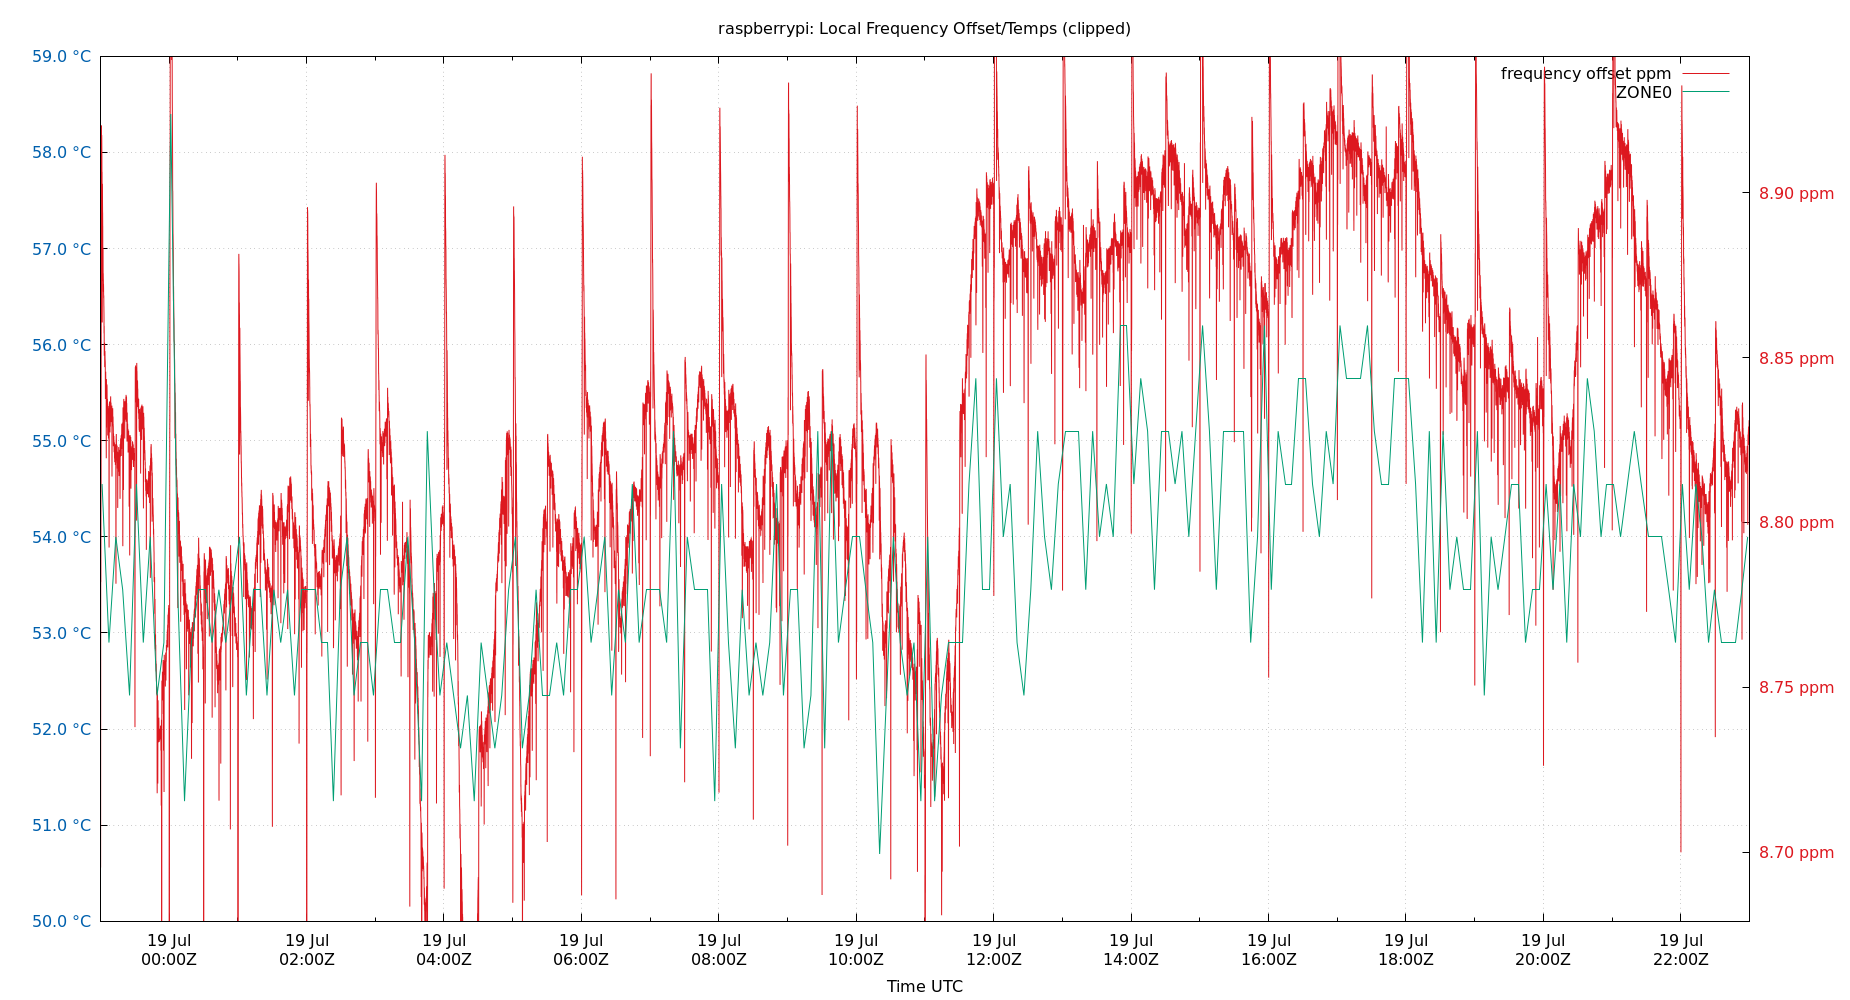 raspberrypi: Local Frequency Offset/Temps (clipped)
frequency offset ppm
ZONE0
59.0 °C
58.0 °C
57.0 °C
56.0 °C
55.0 °C
54.0 °C
53.0 °C
52.0 °C
51.0 °C
50.0 °C
8.90 ppm
8.85 ppm
8.80 ppm
8.75 ppm
8.70 ppm
19 Jul 19 Jul 19 Jul 19 Jul 19 Jul 19 Jul 19 Jul 19 Jul 19 Jul 19 Jul 19 Jul 19 Jul
00:00Z 02:00Z 04:00Z 06:00Z 08:00Z 10:00Z 12:00Z 14:00Z 16:00Z 18:00Z 20:00Z 22:00Z
Time UTC